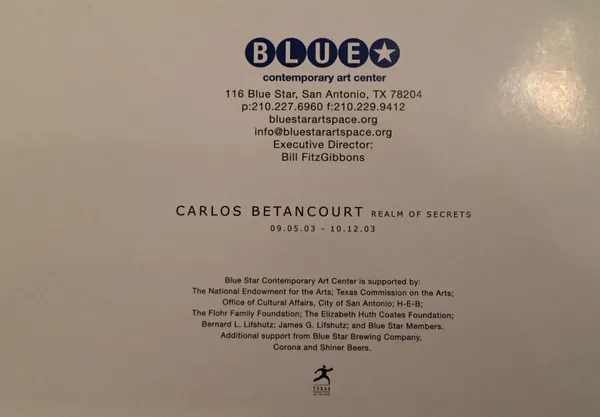 BLUE★
contemporary art center
116 Blue Star, San Antonio, TX 78204
p:210.227.6960 f:210.229.9412
bluestarartspace.org
info@bluestarartspace.org
Executive Director:
Bill FitzGibbons
CARLOS BETANCOURT REALM OF SECRETS
09.05.03 - 10.12.03
Blue Star Contemporary Art Center is supported by:
The National Endowment for the Arts; Texas Commission on the Arts;
Office of Cultural Affairs, City of San Antonio; H-E-B;
The Flohr Family Foundation; The Elizabeth Huth Coates Foundation;
Bernard L. Lifshutz; James G. Lifshutz; and Blue Star Members.
Additional support from Blue Star Brewing Company,
Corona and Shiner Beers.
TEXAS